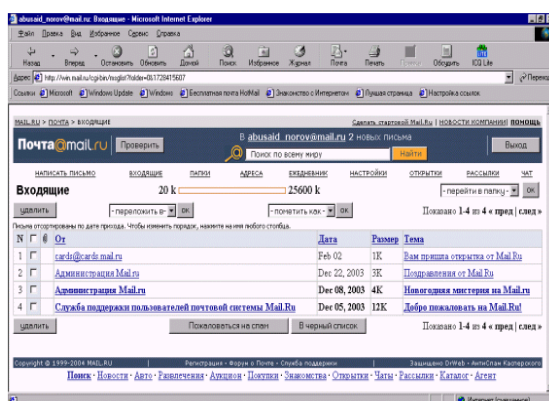 abusaid_norov@mail.ru: Входящие - Microsoft Internet Explorer
Файл Правка Вид Избранное Сервис Справка
Назад Вперед Остановить Обновить Домой Поиск Избранное Журнал Почта Печать Обсудить ICQ Lite
Адрес http://win.mail.ru/cgi-bin/msglist?folder=0&1728415607
Ссылки Microsoft Windows Update Windows Бесплатная почта HotMail Знакомство с Интернетом Лучшая страница Настройка ссылок
MAIL.RU > ПОЧТА > ВХОДЯЩИЕ Сделать стартовой Mail.Ru | НОВОСТИ КОМПАНИИ ПОМОЩЬ
Почта@mail.ru Проверить В abusaid_norov@mail.ru 2 новых письма Выход
Поиск по всему миру Найти
НАПИСАТЬ ПИСЬМО ВХОДЯЩИЕ ПАПКИ АДРЕСА ЕЖЕДНЕВНИК НАСТРОЙКИ ОТКРЫТКИ РАССЫЛКИ ЧАТ
Входящие 20 k 25600 k - перейти в папку - OK
удалить - переложить в- OK - пометить как - OK Показано 1-4 из 4 « пред | след »
Письма отсортированы по дате прихода. Чтобы изменить порядок, нажмите на имя любого столбца.
N От Дата Размер Тема
1 cards@cards.mail.ru Feb 02 1K Вам пришла открытка от Mail.Ru
2 Администрация Mail.ru Dec 22, 2003 3K Поздравления от Mail.Ru
3 Администрация Mail.ru Dec 08, 2003 4K Новогодняя мистерия на Mail.ru
4 Служба поддержки пользователей почтовой системы Mail.Ru Dec 05, 2003 12K Добро пожаловать на Mail.Ru!
удалить Пожаловаться на спам В черный список Показано 1-4 из 4 « пред | след »
Copyright © 1999-2004 MAIL.RU | Регистрация - Форум о Почте - Служба поддержки | Защищено DrWeb - АнтиСпам Касперского
Поиск - Новости - Авто - Развлечения - Аукцион - Покупки - Знакомства - Открытки - Чаты - Рассылки - Каталог - Агент